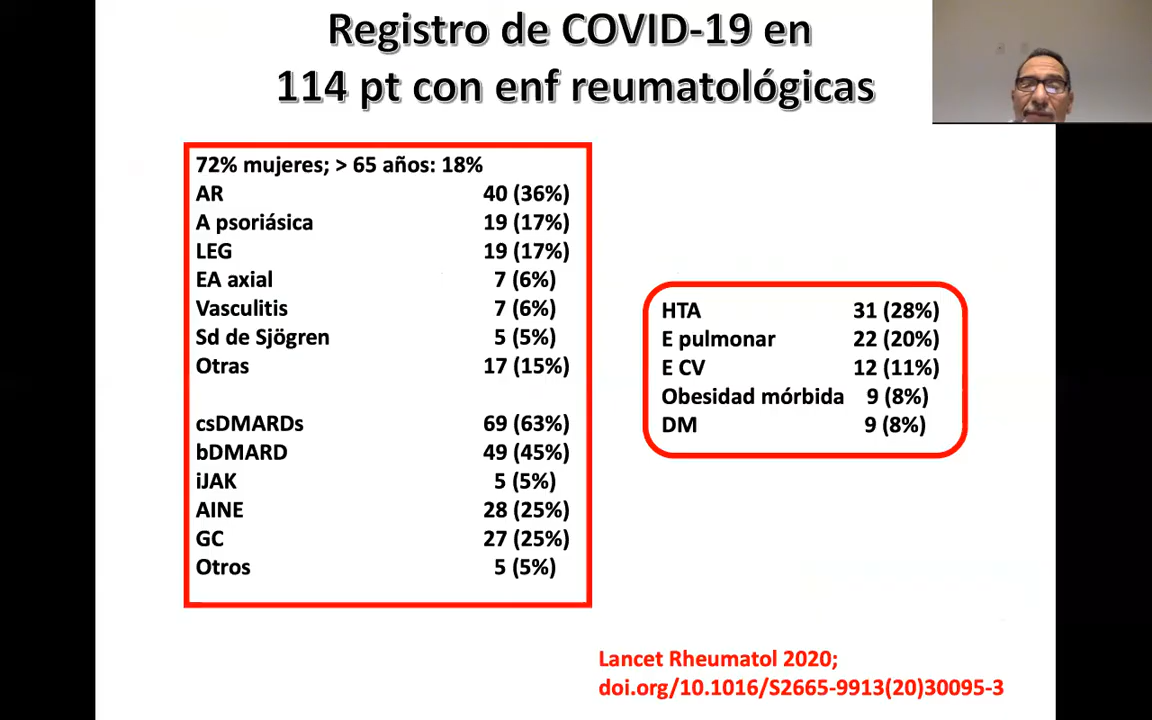 Registro de COVID-19 en
114 pt con enf reumatológicas
72% mujeres; > 65 años: 18%
AR 40 (36%)
A psoriásica 19 (17%)
LEG 19 (17%)
EA axial 7 (6%)
Vasculitis 7 (6%)
Sd de Sjögren 5 (5%)
Otras 17 (15%)
csDMARDs 69 (63%)
bDMARD 49 (45%)
iJAK 5 (5%)
AINE 28 (25%)
GC 27 (25%)
Otros 5 (5%)
HTA 31 (28%)
E pulmonar 22 (20%)
E CV 12 (11%)
Obesidad mórbida 9 (8%)
DM 9 (8%)
Lancet Rheumatol 2020;
doi.org/10.1016/S2665-9913(20)30095-3